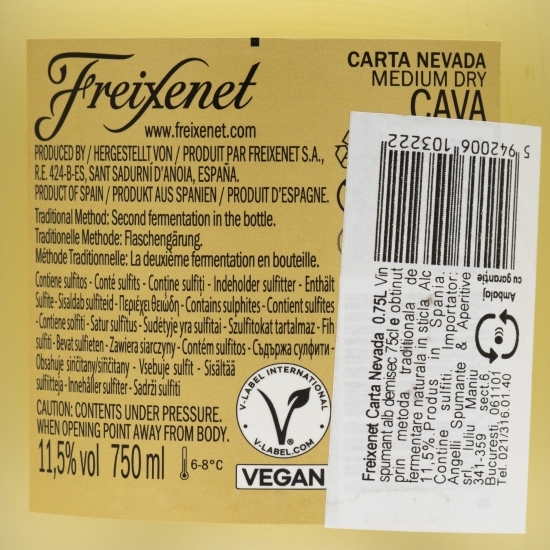 Freixenet
www.freixenet.com
CARTA NEVADA
MEDIUM DRY
CAVA
PRODUCED BY / HERGESTELLT VON / PRODUIT PAR FREIXENET S.A.,
R.E. 424-B-ES, SANT SADURNÍ D'ANOIA, ESPAÑA.
PRODUCT OF SPAIN / PRODUKT AUS SPANIEN / PRODUIT D'ESPAGNE.
Traditional Method: Second fermentation in the bottle.
Traditionelle Methode: Flaschengärung.
Méthode Traditionnelle: La deuxième fermentation en bouteille.
Contiene sulfitos - Conté sulfits - Conține sulfiți - Indeholder sulfitter - Enthält
Sulfite - Sisaldab sulfiteid - Περιέχει θειώδη - Contains sulphites - Contient sulfites
- Contiene solfiti - Satur sulfītus - Sudėtyje yra sulfitai - Szulfitokat tartalmaz - Fih
sulfiti - Bevat sulfieten - Zawiera siarczyny - Contém sulfitos - Съдържа сулфити -
Obsahuje siřičitany/siričitany - Vsebuje sulfit - Sisältää
sulfiitteja - Innehåller sulfiter - Sadrži sulfiti
CAUTION: CONTENTS UNDER PRESSURE.
WHEN OPENING POINT AWAY FROM BODY.
11,5% vol 750 ml 6-8°C
V-LABEL INTERNATIONAL
V-LABEL.COM
VEGAN
5 942006 103222
Freixenet Carta Nevada 0.75L Vin
spumant alb demisec 75cl e obtinut
prin metoda traditionala de
fermentare naturala in sticla Alc
11,5% Produs in Spania.
Contine sulfiti. Importator:
Angelli Spumante & Aperitive
srl, Iuliu Maniu
341-359 sect.6,
Bucuresti, 061101
Tel. 021/316.01.40
Ambalaj
cu garanție